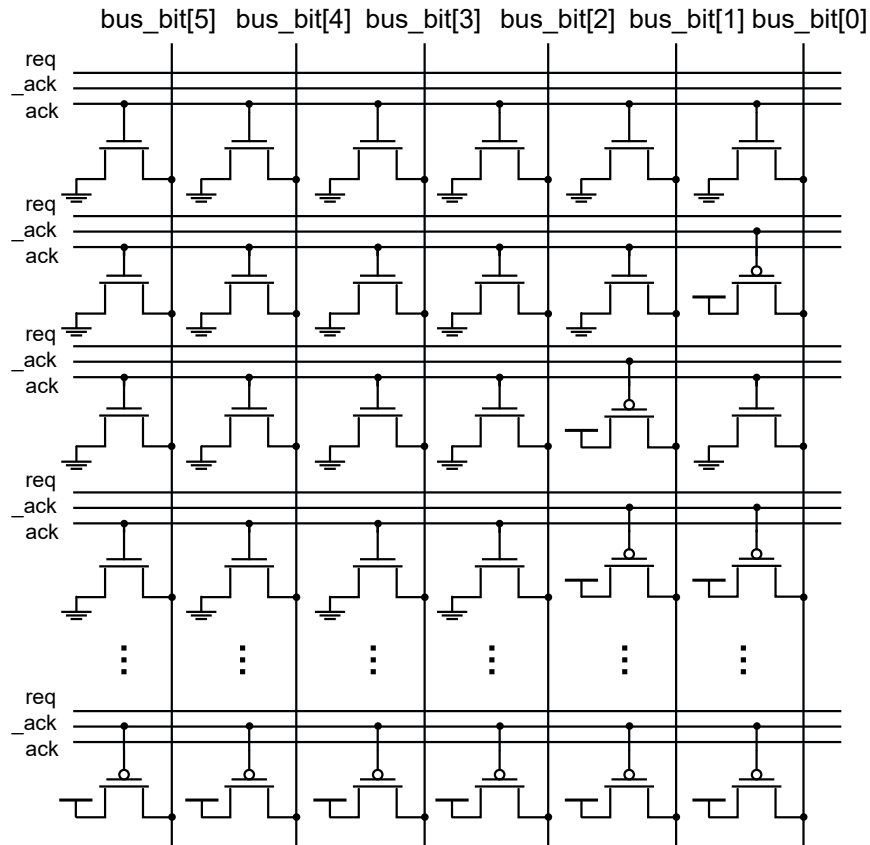 bus_bit[5] bus_bit[4] bus_bit[3] bus_bit[2] bus_bit[1] bus_bit[0]
req
_ack
ack
req
_ack
ack
req
_ack
ack
req
_ack
ack
req
_ack
ack